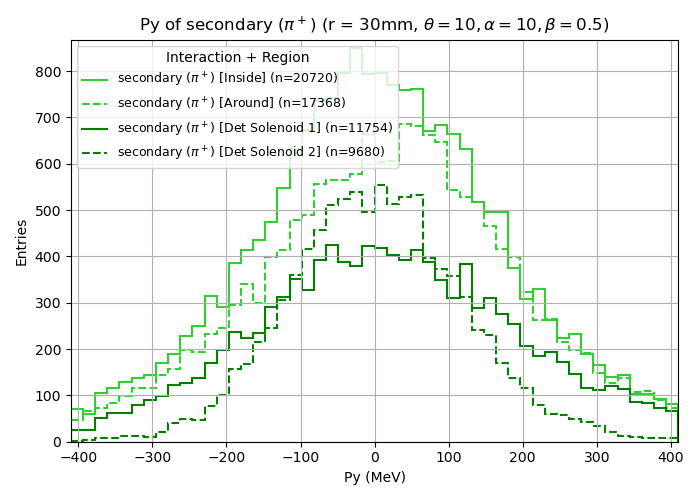 Py of secondary (π⁺) (r = 30mm, θ = 10, α = 10, β = 0.5)
Interaction + Region
secondary (π⁺) [Inside] (n=20720)
secondary (π⁺) [Around] (n=17368)
secondary (π⁺) [Det Solenoid 1] (n=11754)
secondary (π⁺) [Det Solenoid 2] (n=9680)
Entries
800
700
600
500
400
300
200
100
0
−400 −300 −200 −100 0 100 200 300 400
Py (MeV)